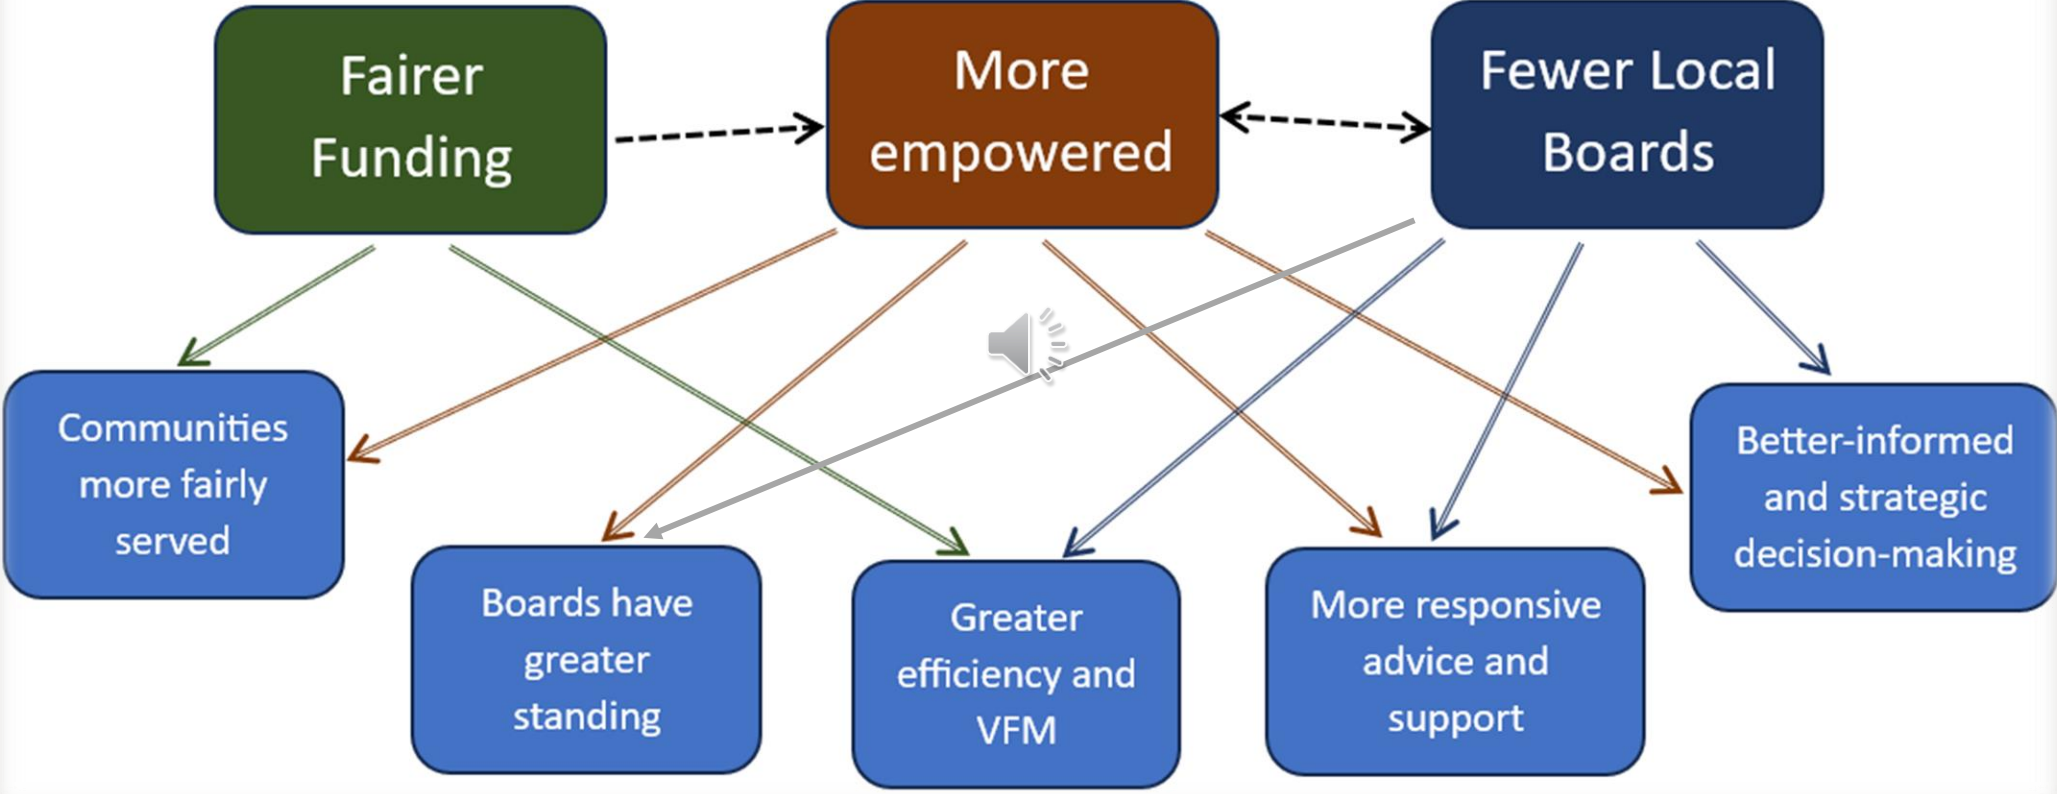 Fairer
Funding
More
empowered
Fewer Local
Boards
Communities
more fairly
served
Boards have
greater
standing
Greater
efficiency and
VFM
More responsive
advice and
support
Better-informed
and strategic
decision-making